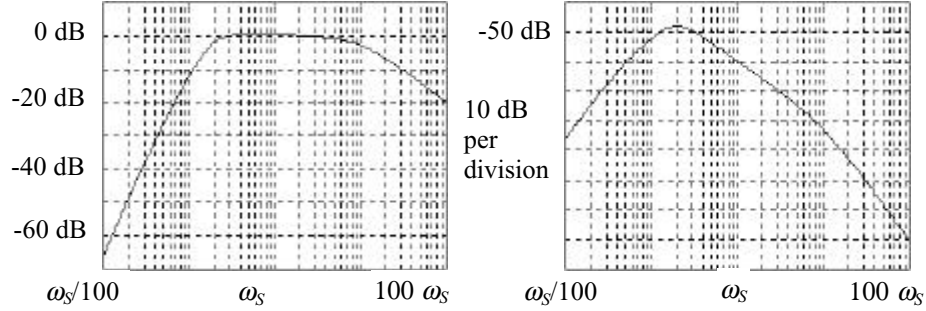 0 dB
-20 dB
-40 dB
-60 dB
ωS/100
ωS
100 ωS
-50 dB
10 dB
per
division
ωS/100
ωS
100 ωS